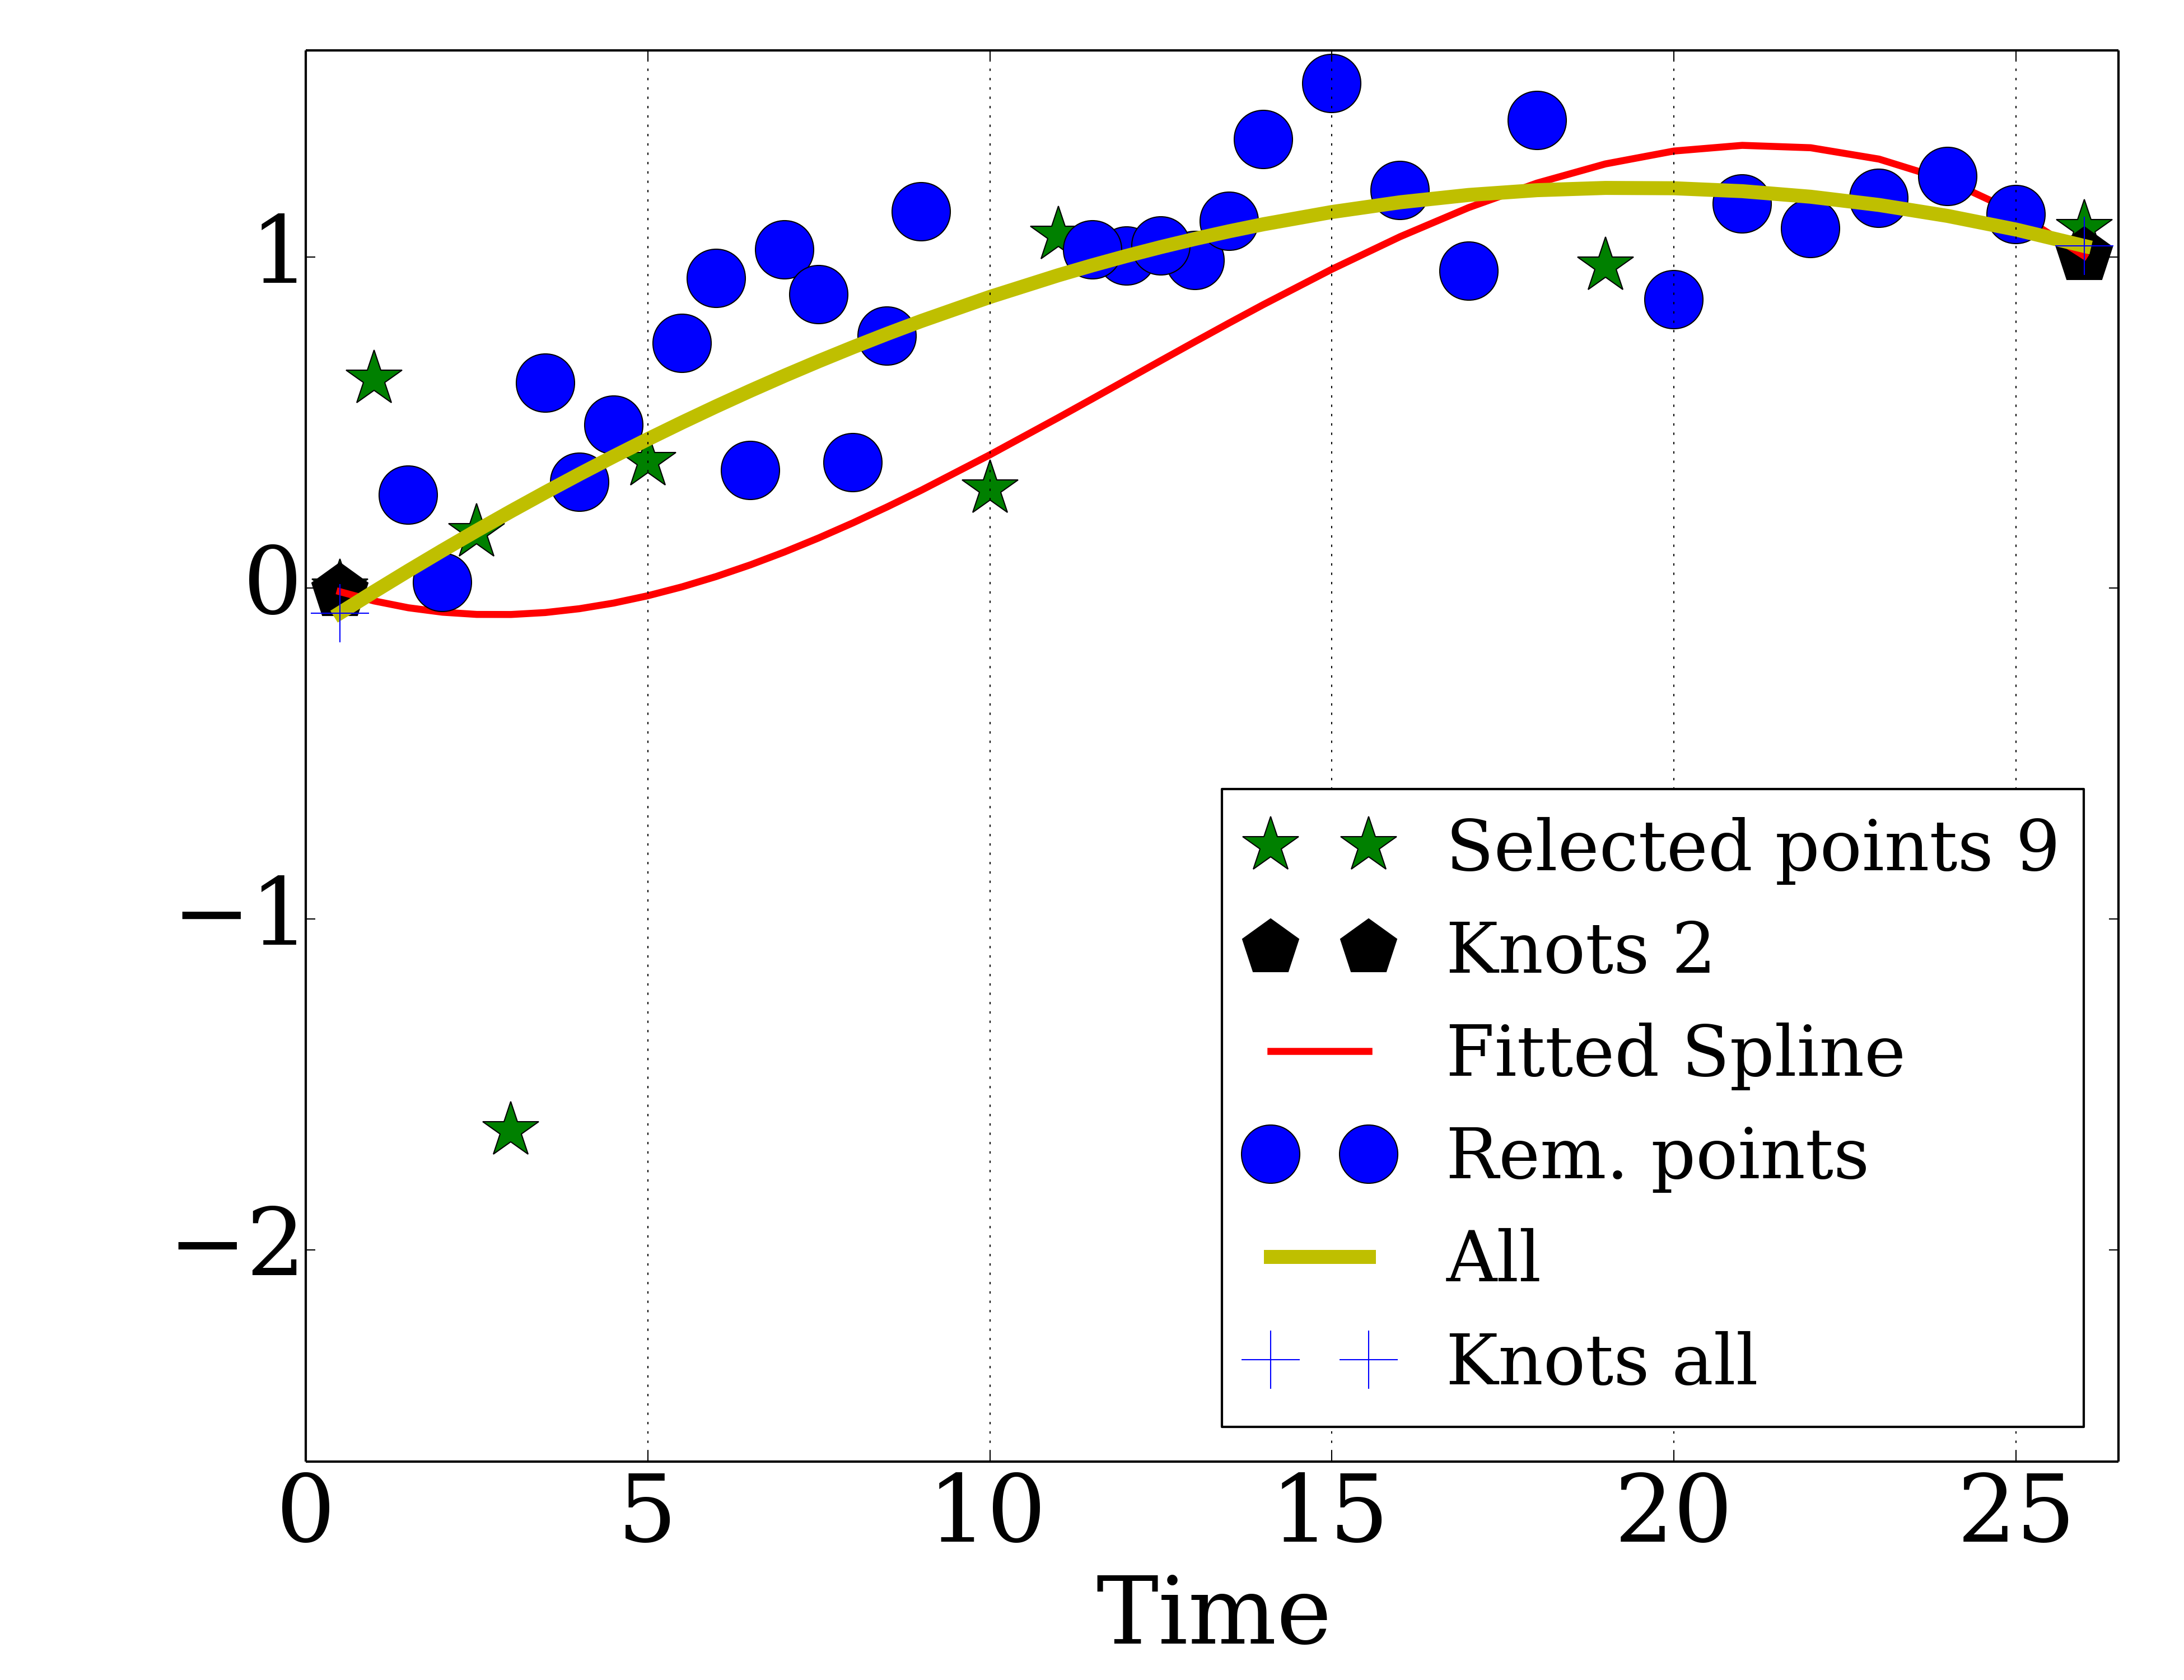 1
0
−1
−2
Selected points 9
Knots 2
Fitted Spline
Rem. points
All
Knots all
0 5 10 15 20 25
Time